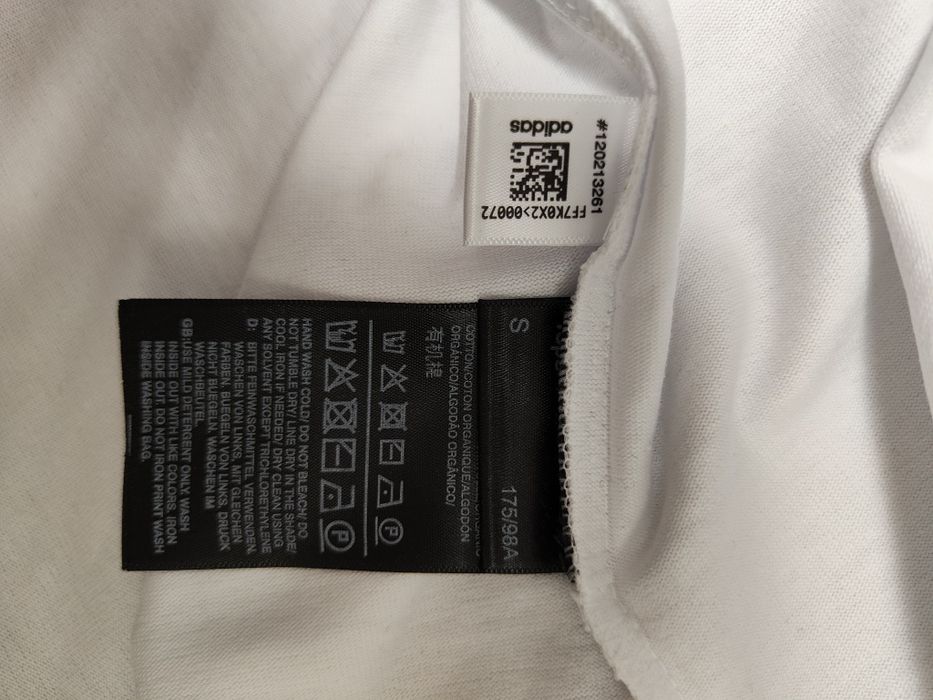 adidas
#120213261
FF7K0X2>00072
S
175/98A
COTTON/COTON ORGANIQUE/ALGODÓN
ORGÁNICO/ALGODÃO ORGÂNICO/
有机棉
HAND WASH COLD/ DO NOT BLEACH/ DO
NOT TUMBLE DRY/ LINE DRY IN THE SHADE/
COOL IRON IF NEEDED/ DRY CLEAN USING
ANY SOLVENT EXCEPT TRICHLORETHYLENE
D: BITTE FEINWASCHMITTEL VERWENDEN.
WASCHEN VON LINKS, MIT GLEICHEN
FARBEN. BUEGELN VON LINKS. DRUCK
NICHT BUEGELN. WASCHEN IM
WASCHBEUTEL.
GB:USE MILD DETERGENT ONLY. WASH
INSIDE OUT WITH LIKE COLORS. IRON
INSIDE OUT. DO NOT IRON PRINT. WASH
INSIDE WASHING BAG.